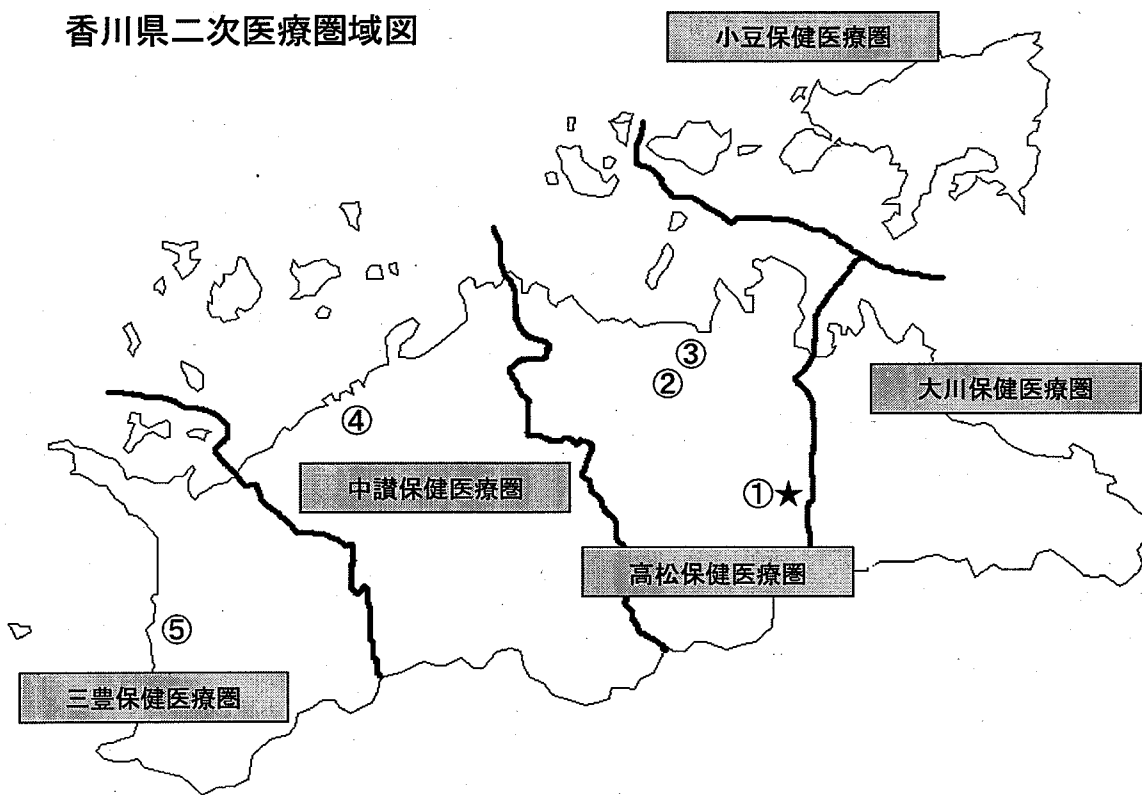 香川県二次医療圏域図
小豆保健医療圏
③
②
大川保健医療圏
④
中讃保健医療圏
①★
高松保健医療圏
⑤
三豊保健医療圏